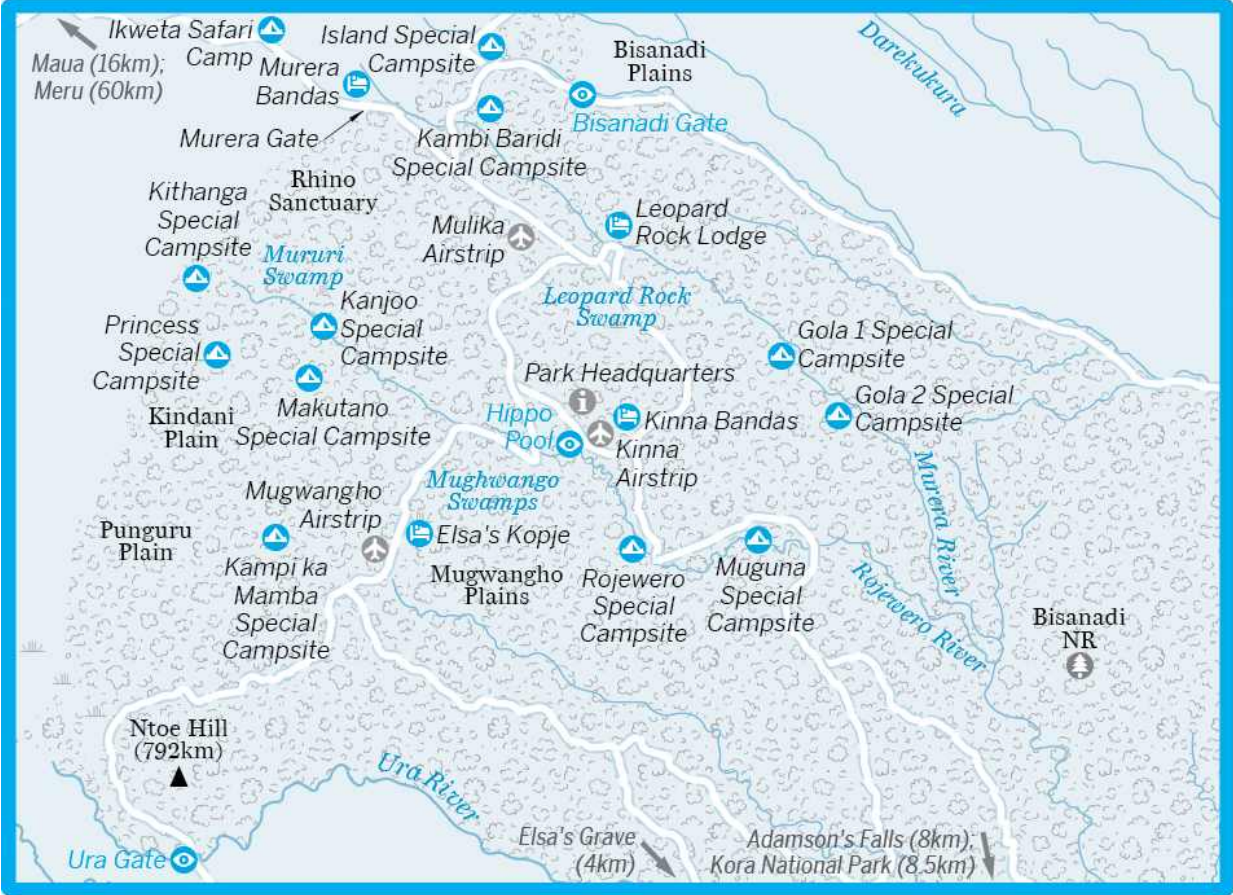 Ikweta Safari
Camp
Island Special
Campsite
Bisanadi
Plains
Darekukura
Maua (16km);
Meru (60km)
Murera
Bandas
Murera Gate
Bisanadi Gate
Kambi Baridi
Special Campsite
Rhino
Sanctuary
Kithanga
Special
Campsite
Mulika
Airstrip
Leopard
Rock Lodge
Mururi
Swamp
Leopard Rock
Swamp
Kanjoo
Special
Campsite
Princess
Special
Campsite
Gola 1 Special
Campsite
Park Headquarters
Makutano
Special Campsite
Kindani
Plain
Hippo
Pool
Kinna Bandas
Kinna
Airstrip
Gola 2 Special
Campsite
Mughwango
Swamps
Murera River
Mugwangho
Airstrip
Elsa's Kopje
Punguru
Plain
Kampi ka
Mamba
Special
Campsite
Mugwangho
Plains
Rojewero
Special
Campsite
Muguna
Special
Campsite
Rojewero River
Bisanadi
NR
Ntoe Hill
(792km)
Ura River
Ura Gate
Elsa's Grave
(4km)
Adamson's Falls (8km);
Kora National Park (8.5km)